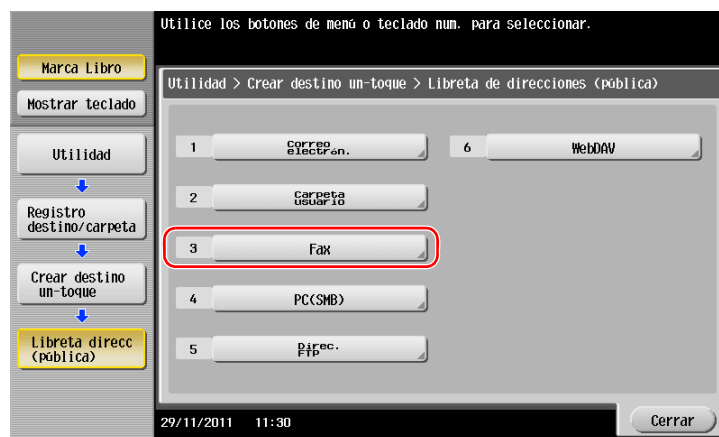 Utilice los botones de menú o teclado num. para seleccionar.
Marca Libro
Mostrar teclado
Utilidad > Crear destino un-toque > Libreta de direcciones (pública)
Utilidad
Registro
destino/carpeta
Crear destino
un-toque
Libreta direcc
(pública)
1 Correo
electrón.
2 Carpeta
usuario
3 Fax
4 PC(SMB)
5 Direc.
FTP
6 WebDAV
29/11/2011 11:30
Cerrar